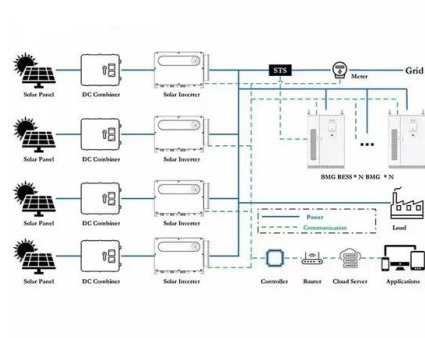 STS
Grid
Meter
Solar Panel
DC Combiner
Solar Inverter
Solar Panel
DC Combiner
Solar Inverter
BMG BESS * N BMG * N
Solar Panel
DC Combiner
Solar Inverter
Power
Communication
Load
Solar Panel
DC Combiner
Solar Inverter
Controller
Router
Cloud Server
Applications